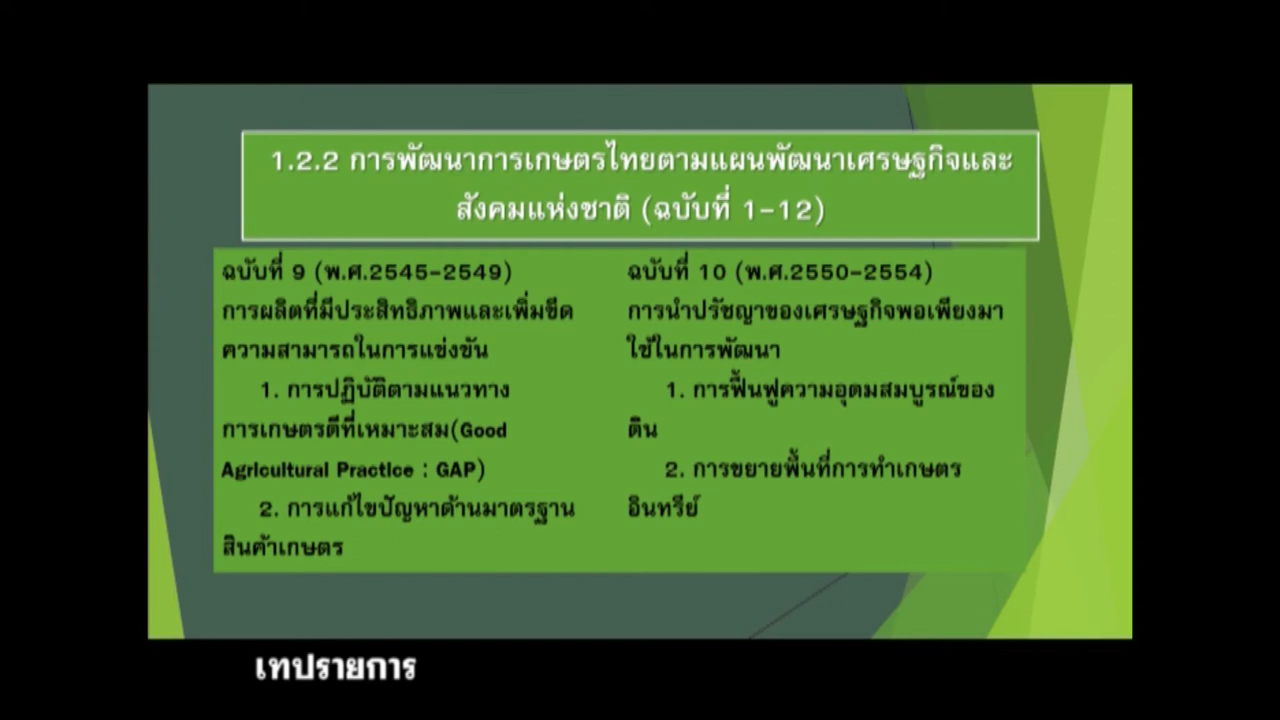 1.2.2 การพัฒนาการเกษตรไทยตามแผนพัฒนาเศรษฐกิจและ
สังคมแห่งชาติ (ฉบับที่ 1-12)
ฉบับที่ 9 (พ.ศ.2545-2549)
การผลิตที่มีประสิทธิภาพและเพิ่มขีด
ความสามารถในการแข่งขัน
1. การปฏิบัติตามแนวทาง
การเกษตรดีที่เหมาะสม(Good
Agricultural Practice : GAP)
2. การแก้ไขปัญหาด้านมาตรฐาน
สินค้าเกษตร
ฉบับที่ 10 (พ.ศ.2550-2554)
การนำปรัชญาของเศรษฐกิจพอเพียงมา
ใช้ในการพัฒนา
1. การฟื้นฟูความอุดมสมบูรณ์ของ
ดิน
2. การขยายพื้นที่การทำเกษตร
อินทรีย์
เทปรายการ